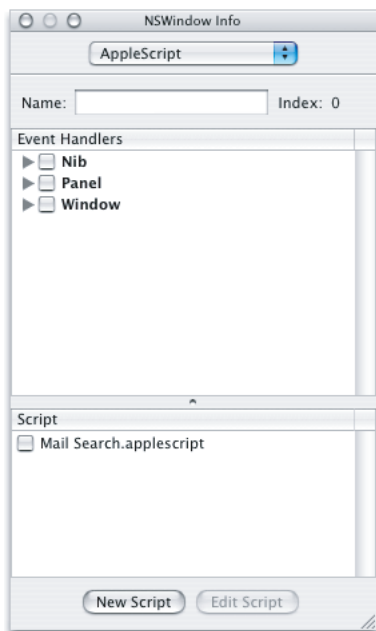 NSWindow Info
AppleScript
Name: Index: 0
Event Handlers
Nib
Panel
Window
Script
Mail Search.applescript
New Script Edit Script